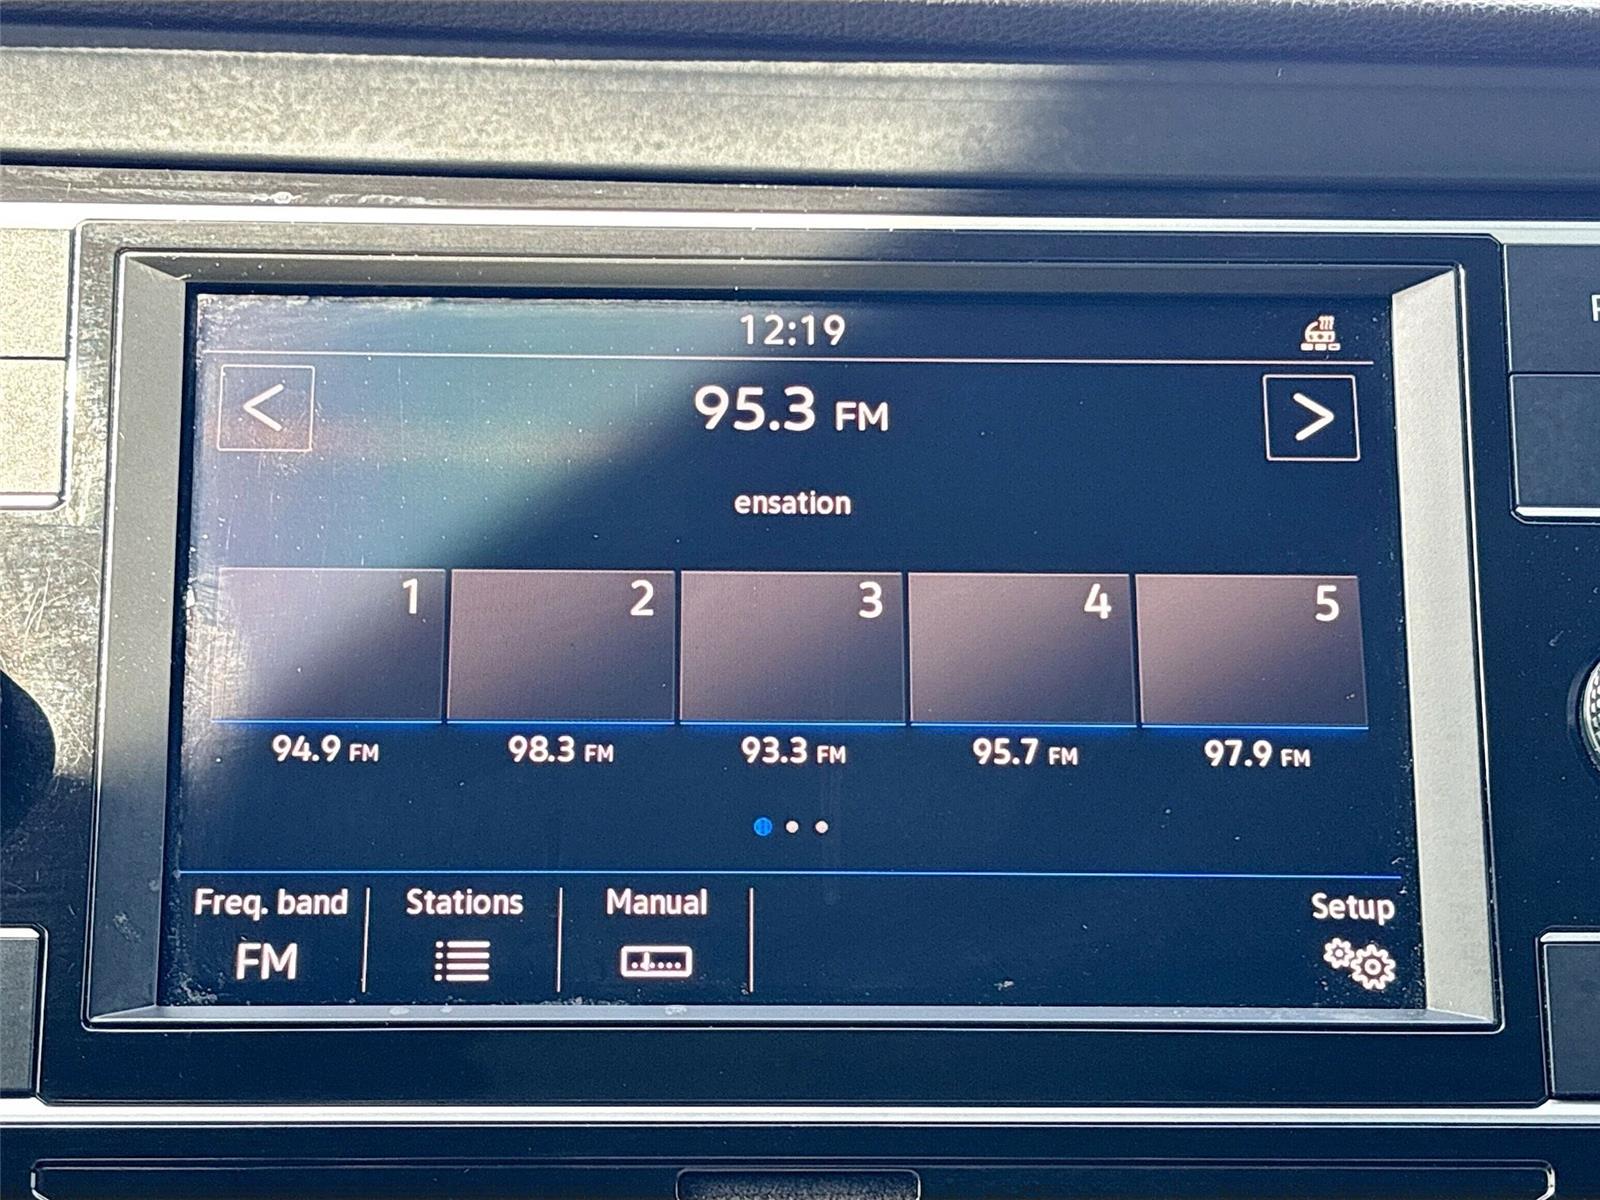 12:19
< 95.3 FM >
ensation
1 2 3 4 5
94.9 FM 98.3 FM 93.3 FM 95.7 FM 97.9 FM
Freq. band Stations Manual Setup
FM